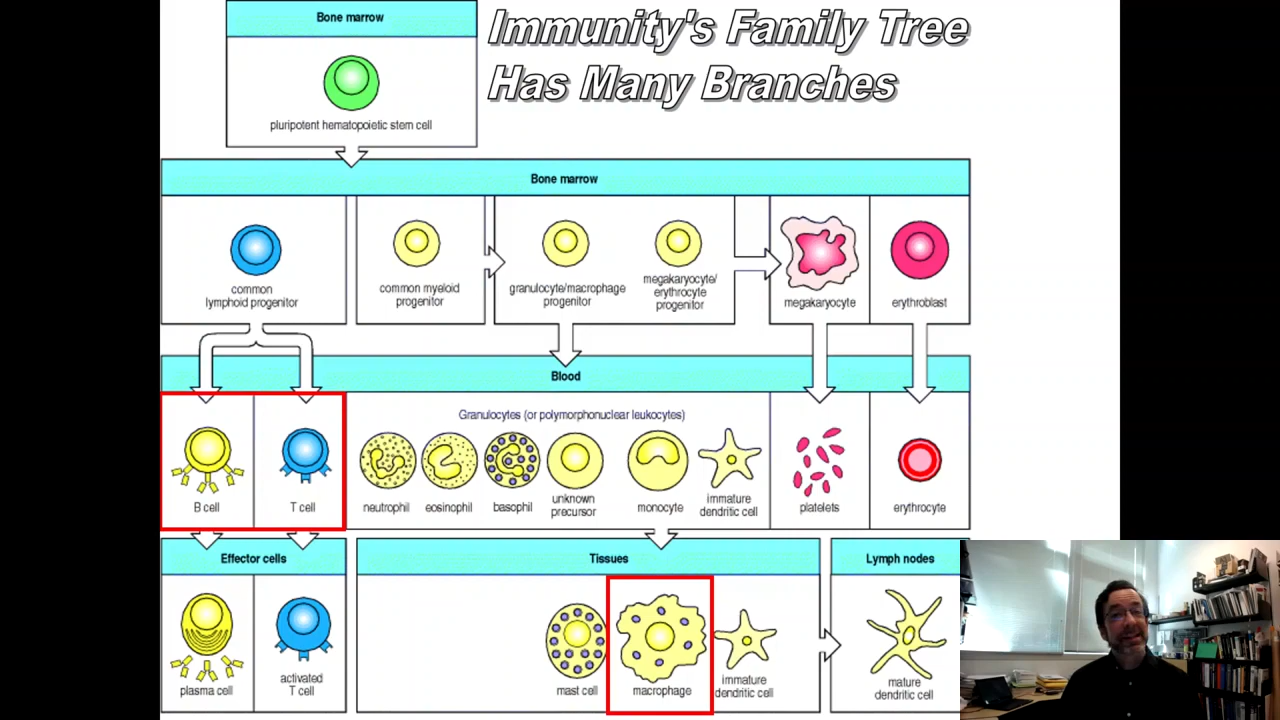 Bone marrow
Immunity's Family Tree
Has Many Branches
pluripotent hematopoietic stem cell
Bone marrow
common
lymphoid progenitor
common myeloid
progenitor
granulocyte/macrophage
progenitor
megakaryocyte/
erythrocyte
progenitor
megakaryocyte
erythroblast
Blood
Granulocytes (or polymorphonuclear leukocytes)
B cell
T cell
neutrophil
eosinophil
basophil
unknown
precursor
monocyte
immature
dendritic cell
platelets
erythrocyte
Effector cells
Tissues
Lymph nodes
plasma cell
activated
T cell
mast cell
macrophage
immature
dendritic cell
mature
dendritic cell